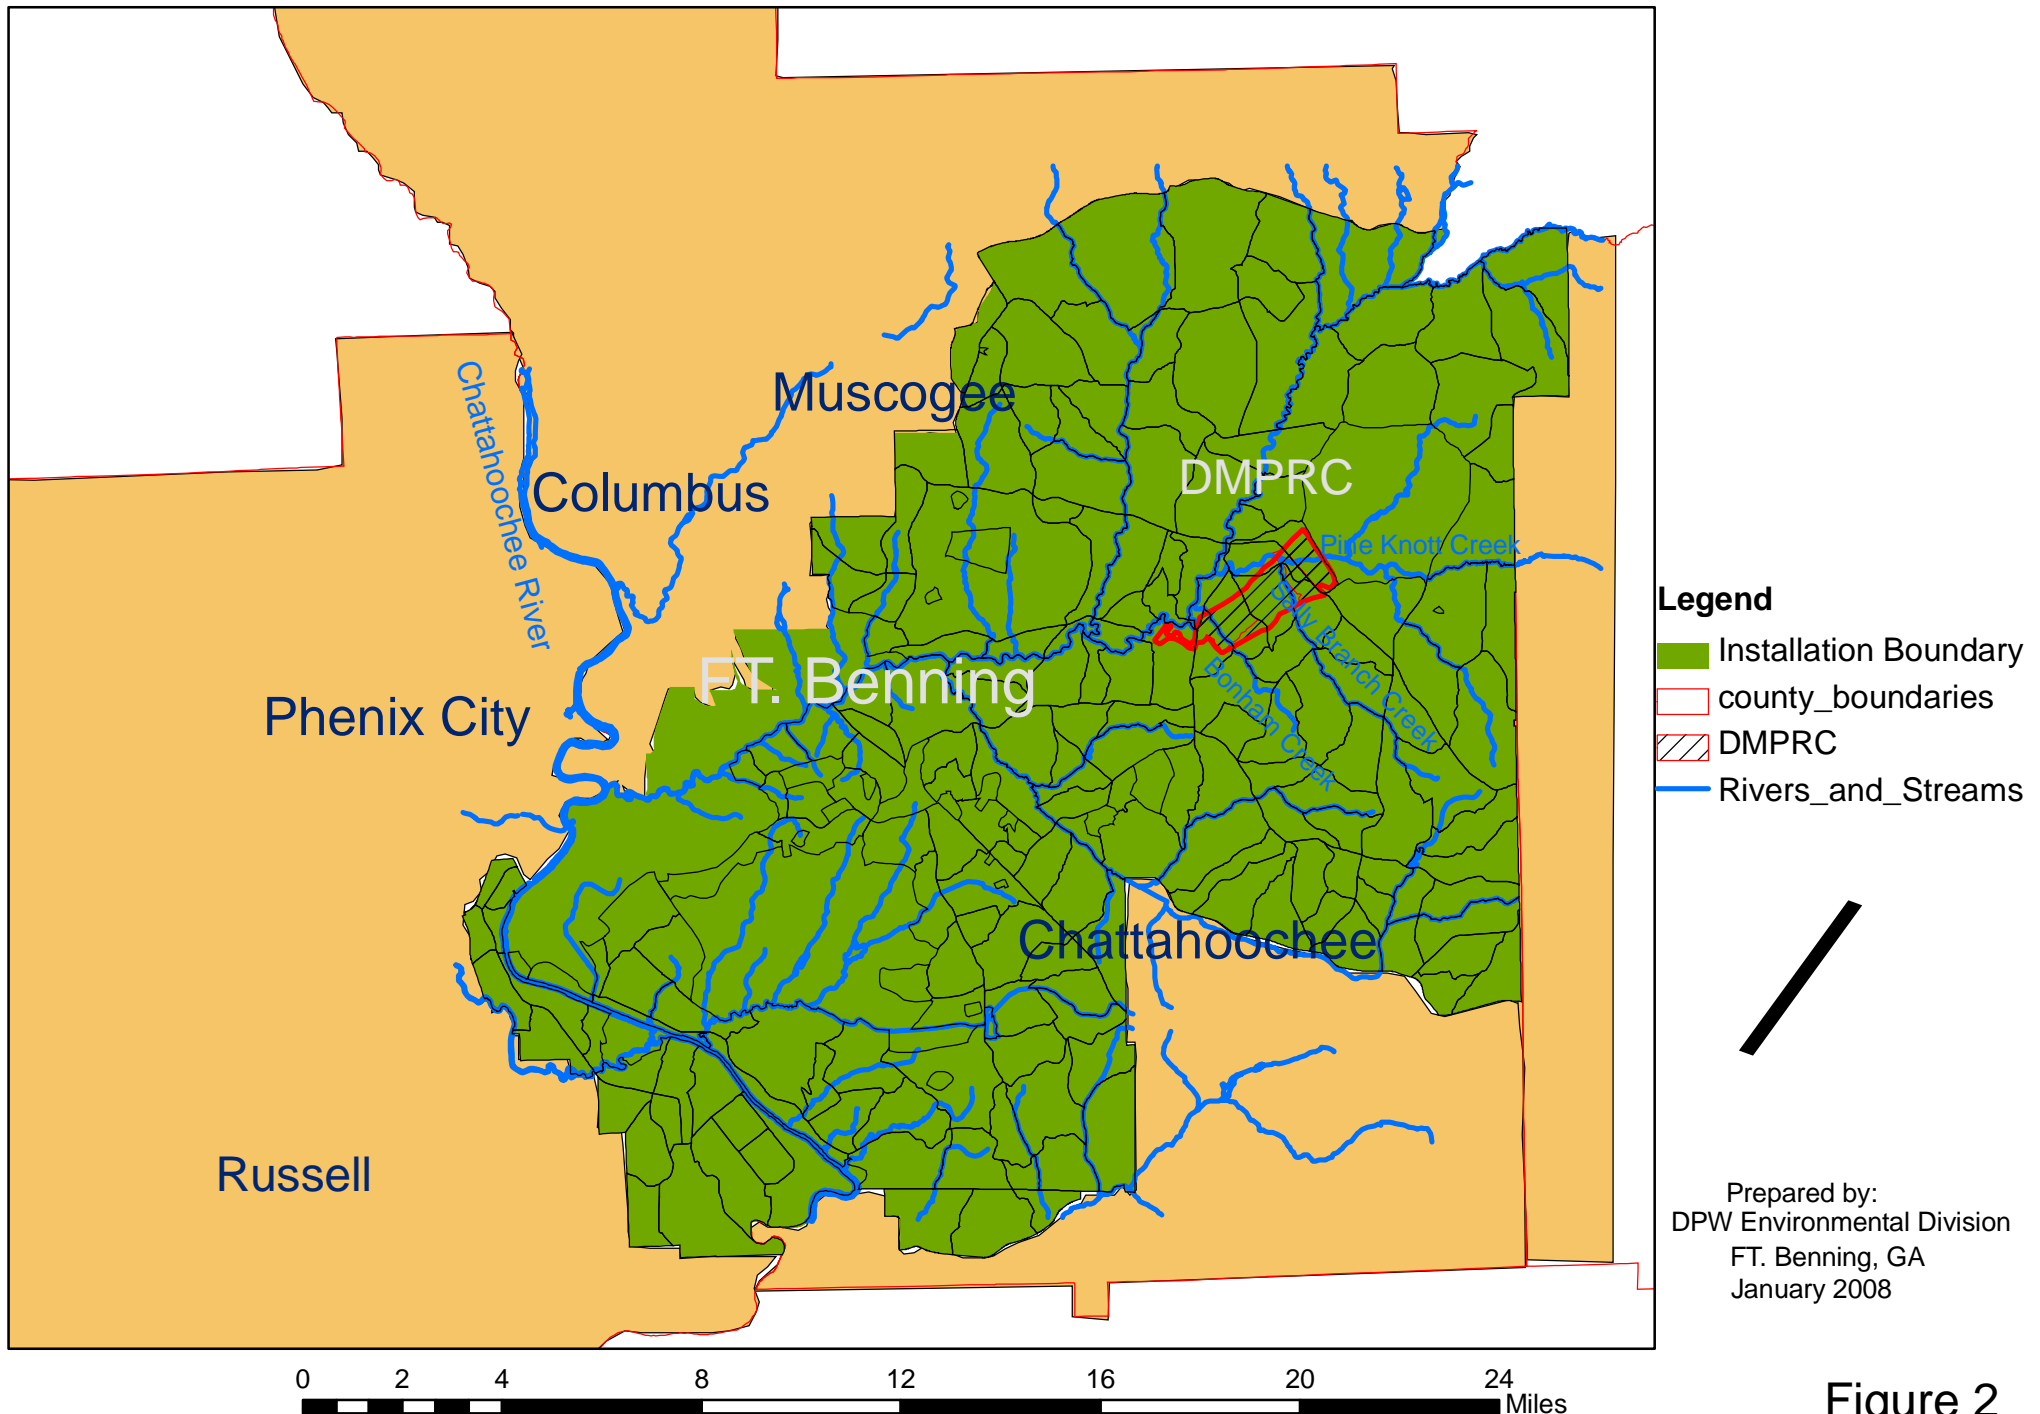 Muscogee
Chattahoochee River
Columbus
DMPRC
Pine Knott Creek
Sally Branch Creek
Bonham Creek
FT. Benning
Phenix City
Chattahoochee
Russell
Legend
Installation Boundary
county_boundaries
DMPRC
Rivers_and_Streams
Prepared by:
DPW Environmental Division
FT. Benning, GA
January 2008
0 2 4 8 12 16 20 24
Miles
Figure 2